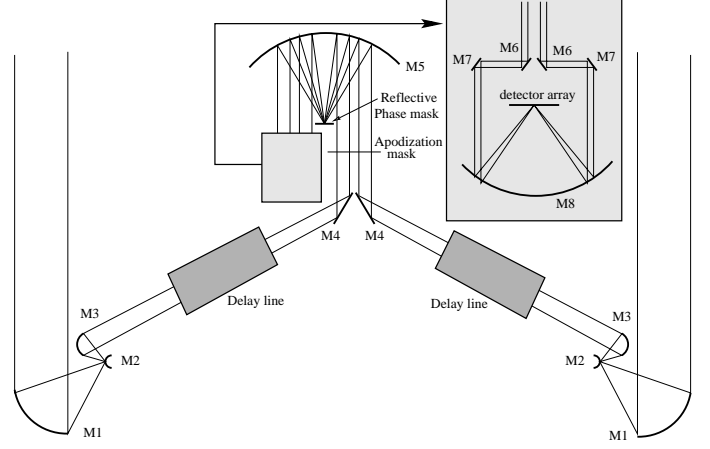 M5
Reflective
Phase mask
Apodization
mask
M4
M4
Delay line
Delay line
M3
M2
M1
M3
M2
M1
M6
M6
M7
M7
detector array
M8